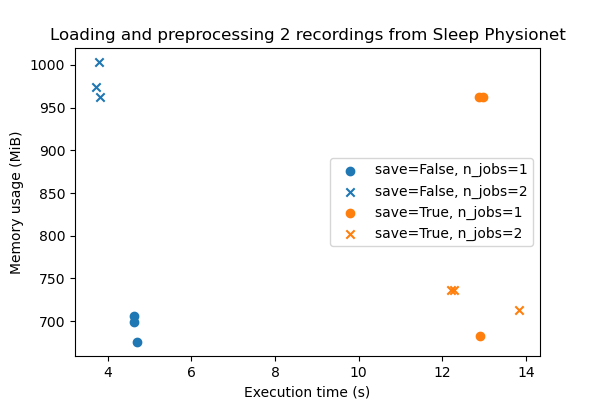 Loading and preprocessing 2 recordings from Sleep Physionet
1000
950
900
850
800
750
700
Memory usage (MiB)
save=False, n_jobs=1
save=False, n_jobs=2
save=True, n_jobs=1
save=True, n_jobs=2
4 6 8 10 12 14
Execution time (s)